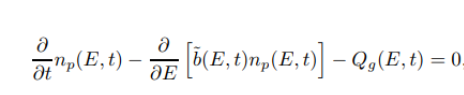 ∂/∂t n_p(E, t) − ∂/∂E [b̃(E, t)n_p(E, t)] − Q_g(E, t) = 0.